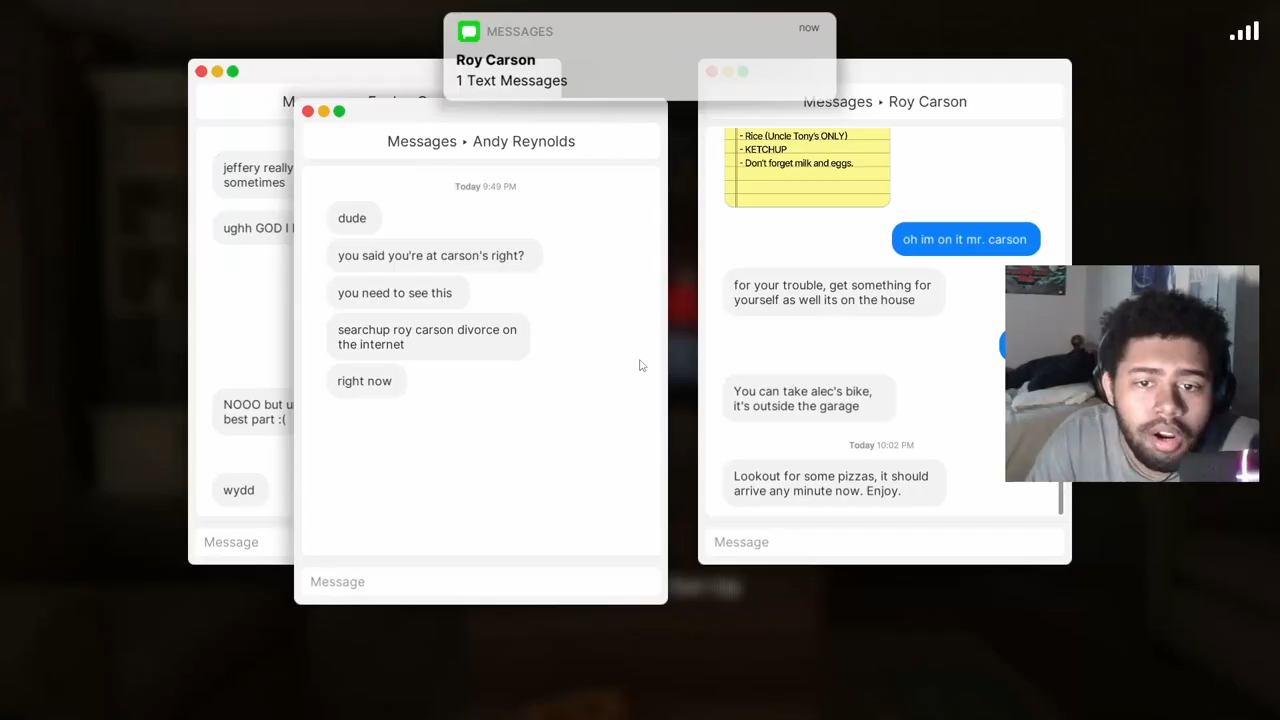 MESSAGES
now
Roy Carson
1 Text Messages
jeffery really
sometimes
ughh GOD I
NOOO but
best part :(
wydd
Message
Messages ‣ Andy Reynolds
Today 9:49 PM
dude
you said you're at carson's right?
you need to see this
searchup roy carson divorce on
the internet
right now
Message
Messages ‣ Roy Carson
- Rice (Uncle Tony's ONLY)
- KETCHUP
- Don't forget milk and eggs.
oh im on it mr. carson
for your trouble, get something for
yourself as well its on the house
You can take alec's bike,
it's outside the garage
Today 10:02 PM
Lookout for some pizzas, it should
arrive any minute now. Enjoy.
Message